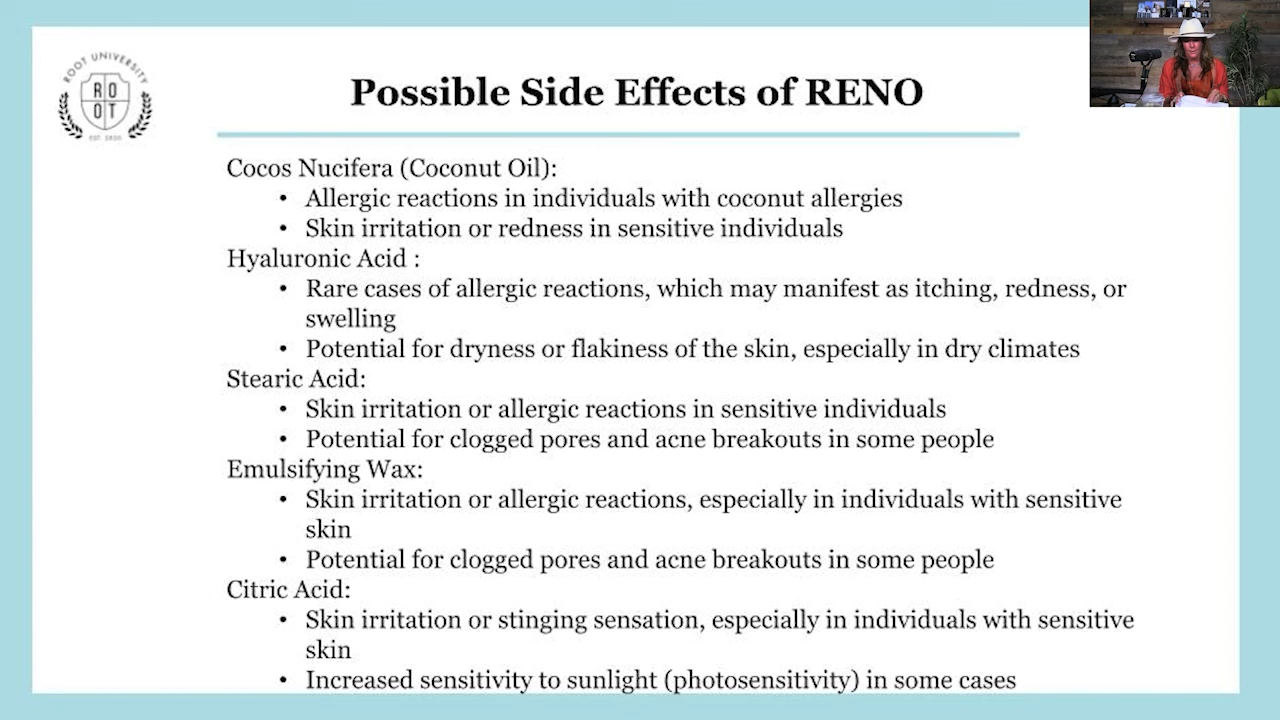 ROOT UNIVERSITY
RO
OT
Possible Side Effects of RENO
Cocos Nucifera (Coconut Oil):
• Allergic reactions in individuals with coconut allergies
• Skin irritation or redness in sensitive individuals
Hyaluronic Acid :
• Rare cases of allergic reactions, which may manifest as itching, redness, or
swelling
• Potential for dryness or flakiness of the skin, especially in dry climates
Stearic Acid:
• Skin irritation or allergic reactions in sensitive individuals
• Potential for clogged pores and acne breakouts in some people
Emulsifying Wax:
• Skin irritation or allergic reactions, especially in individuals with sensitive
skin
• Potential for clogged pores and acne breakouts in some people
Citric Acid:
• Skin irritation or stinging sensation, especially in individuals with sensitive
skin
• Increased sensitivity to sunlight (photosensitivity) in some cases